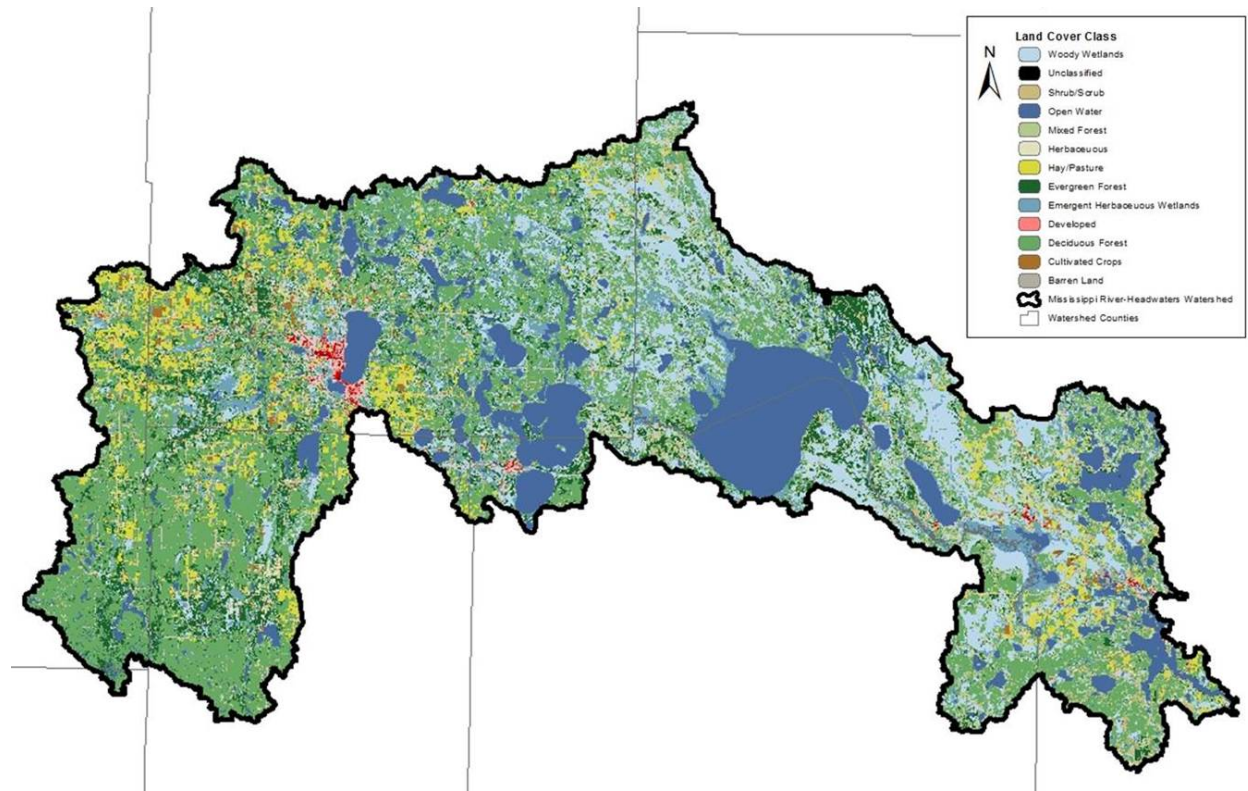 Land Cover Class
N
Woody Wetlands
Unclassified
Shrub/Scrub
Open Water
Mixed Forest
Herbaceuous
Hay/Pasture
Evergreen Forest
Emergent Herbaceuous Wetlands
Developed
Deciduous Forest
Cultivated Crops
Barren Land
Mississippi River-Headwaters Watershed
Watershed Counties